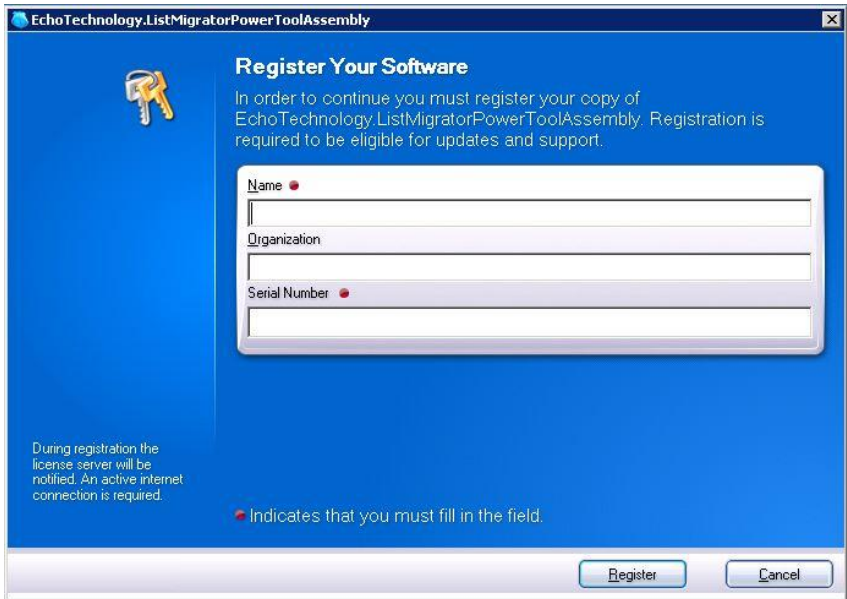 EchoTechnology.ListMigratorPowerToolAssembly
Register Your Software
In order to continue you must register your copy of
EchoTechnology.ListMigratorPowerToolAssembly. Registration is
required to be eligible for updates and support.
Name
Organization
Serial Number
During registration the
license server will be
notified. An active internet
connection is required.
Indicates that you must fill in the field.
Register
Cancel